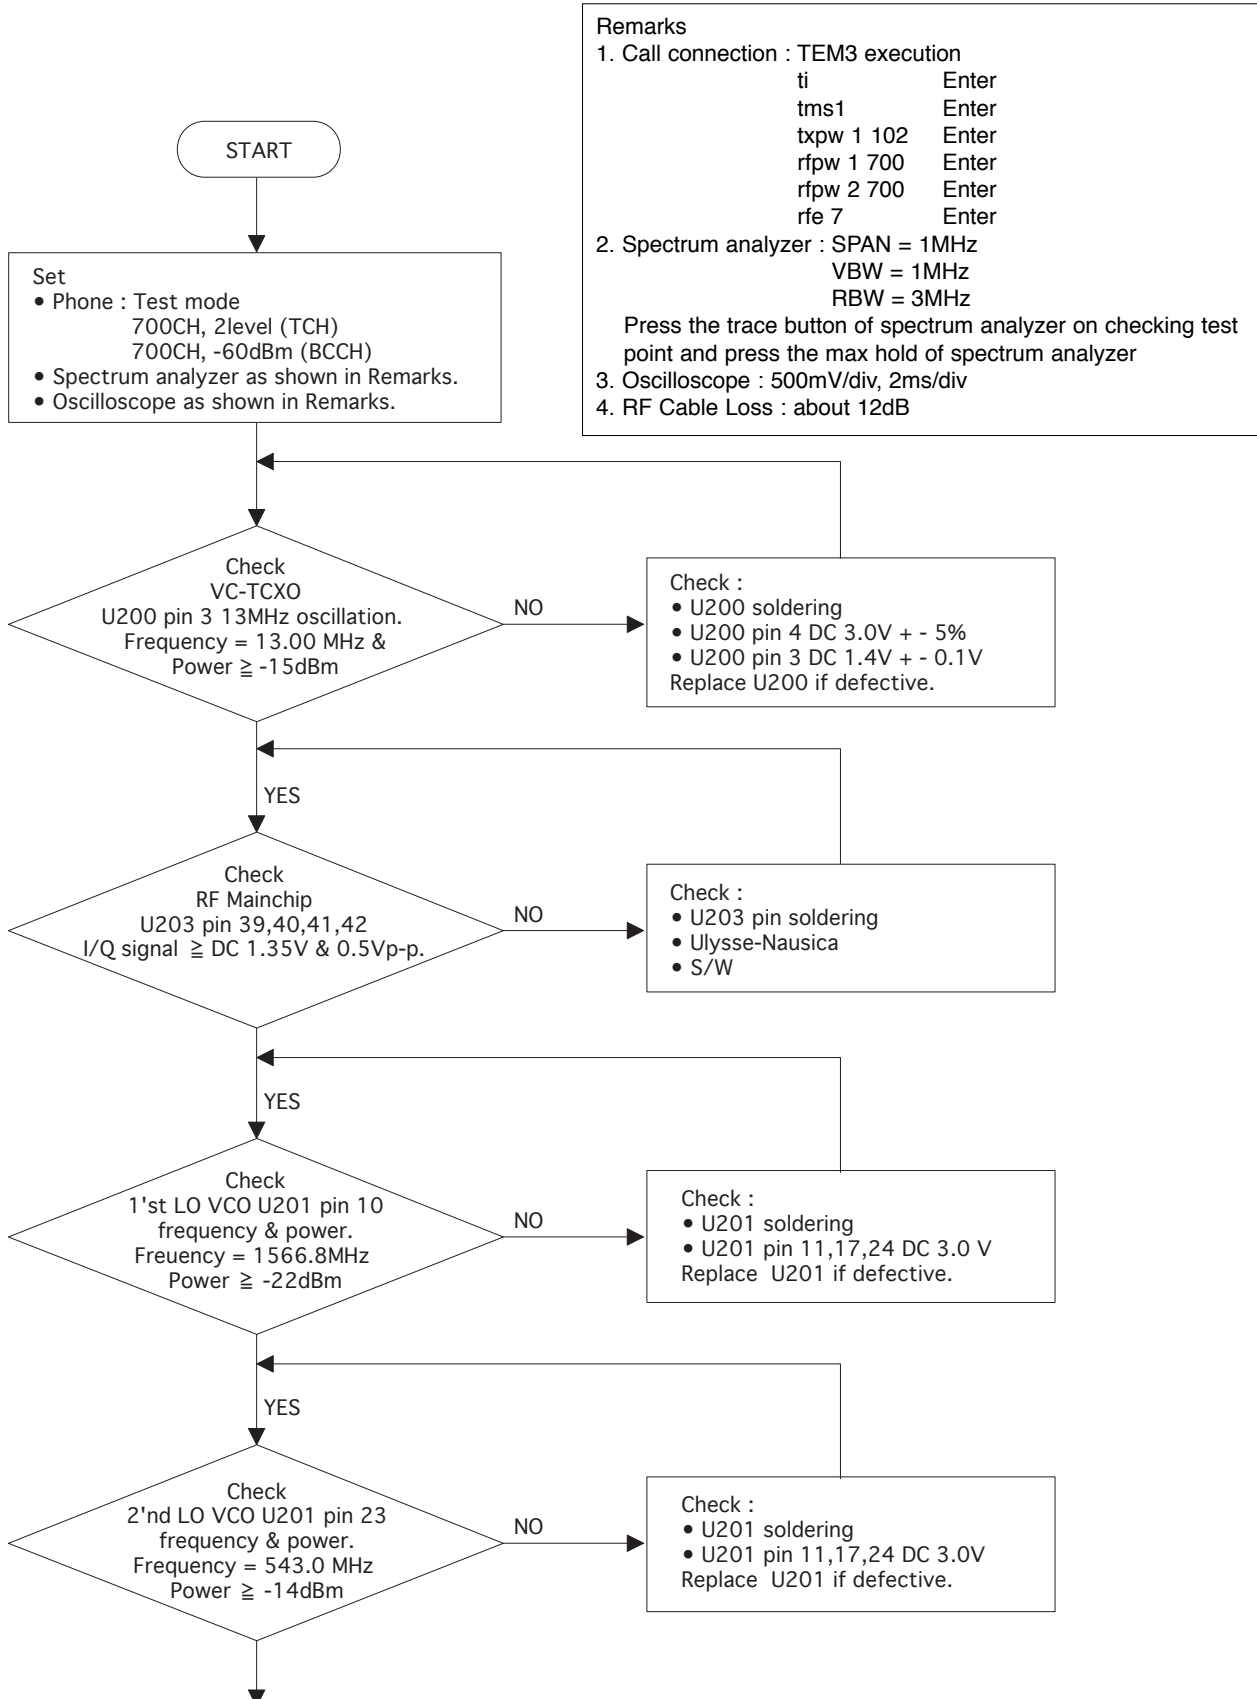 Remarks
1. Call connection : TEM3 execution
ti Enter
tms1 Enter
txpw 1 102 Enter
rfpw 1 700 Enter
rfpw 2 700 Enter
rfe 7 Enter
2. Spectrum analyzer : SPAN = 1MHz
VBW = 1MHz
RBW = 3MHz
Press the trace button of spectrum analyzer on checking test
point and press the max hold of spectrum analyzer
3. Oscilloscope : 500mV/div, 2ms/div
4. RF Cable Loss : about 12dB
START
Set
• Phone : Test mode
700CH, 2level (TCH)
700CH, -60dBm (BCCH)
• Spectrum analyzer as shown in Remarks.
• Oscilloscope as shown in Remarks.
Check
VC-TCXO
U200 pin 3 13MHz oscillation.
Frequency = 13.00 MHz &
Power ≧ -15dBm
NO
Check :
• U200 soldering
• U200 pin 4 DC 3.0V + - 5%
• U200 pin 3 DC 1.4V + - 0.1V
Replace U200 if defective.
YES
Check
RF Mainchip
U203 pin 39,40,41,42
I/Q signal ≧ DC 1.35V & 0.5Vp-p.
NO
Check :
• U203 pin soldering
• Ulysse-Nausica
• S/W
YES
Check
1'st LO VCO U201 pin 10
frequency & power.
Freuency = 1566.8MHz
Power ≧ -22dBm
NO
Check :
• U201 soldering
• U201 pin 11,17,24 DC 3.0 V
Replace U201 if defective.
YES
Check
2'nd LO VCO U201 pin 23
frequency & power.
Frequency = 543.0 MHz
Power ≧ -14dBm
NO
Check :
• U201 soldering
• U201 pin 11,17,24 DC 3.0V
Replace U201 if defective.